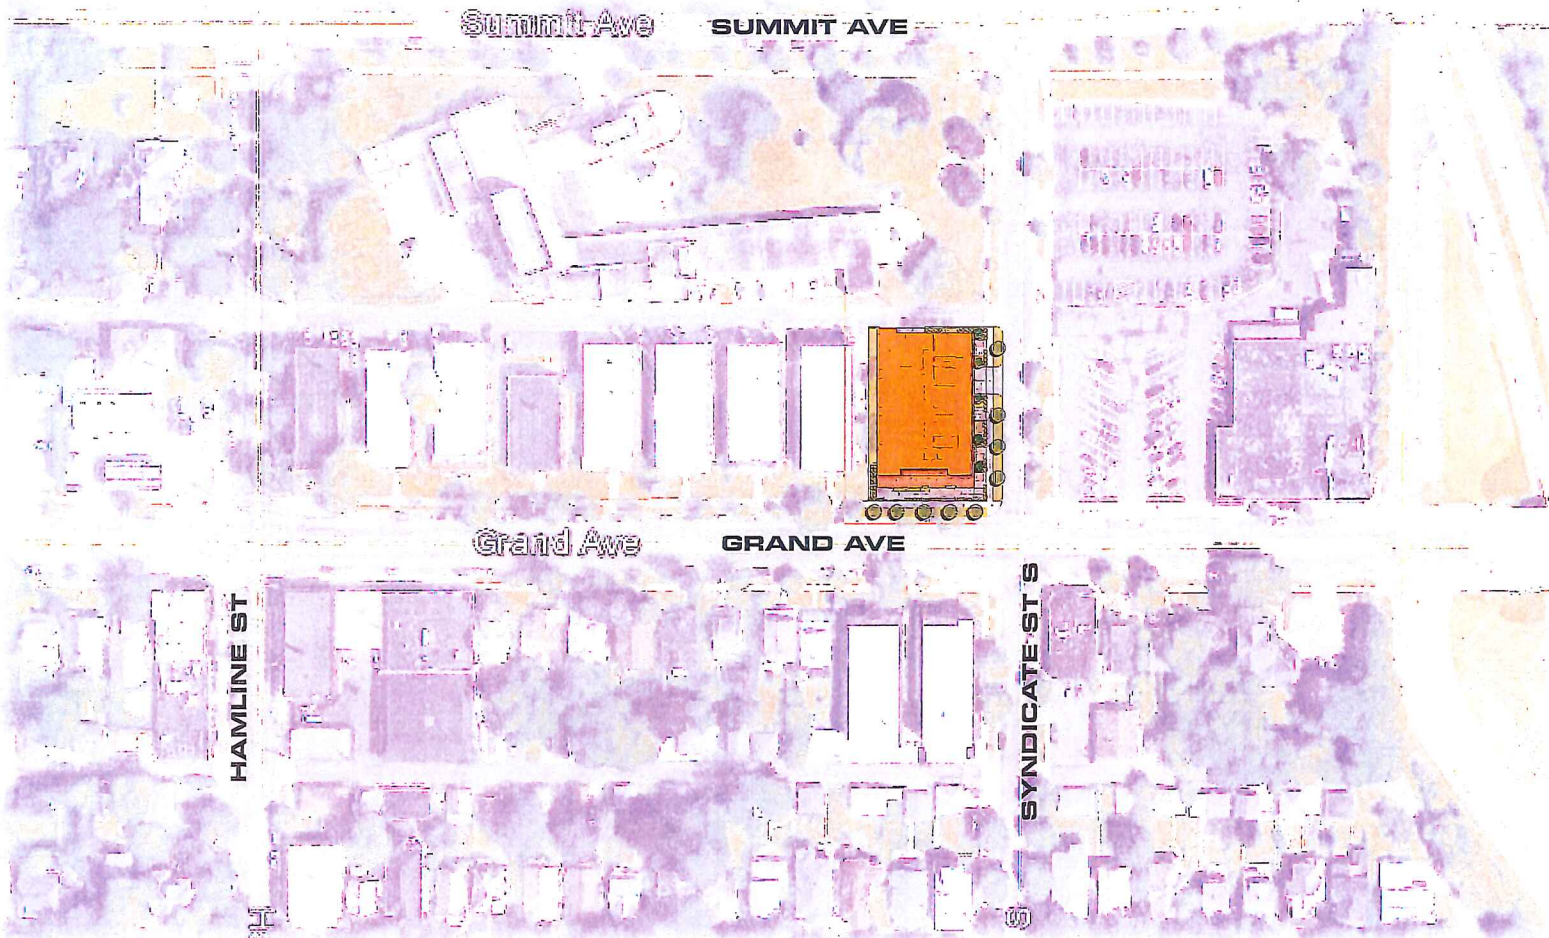 Summit Ave SUMMIT AVE
Grand Ave GRAND AVE
HAMLINE ST
SYNDICATE ST S
H
S